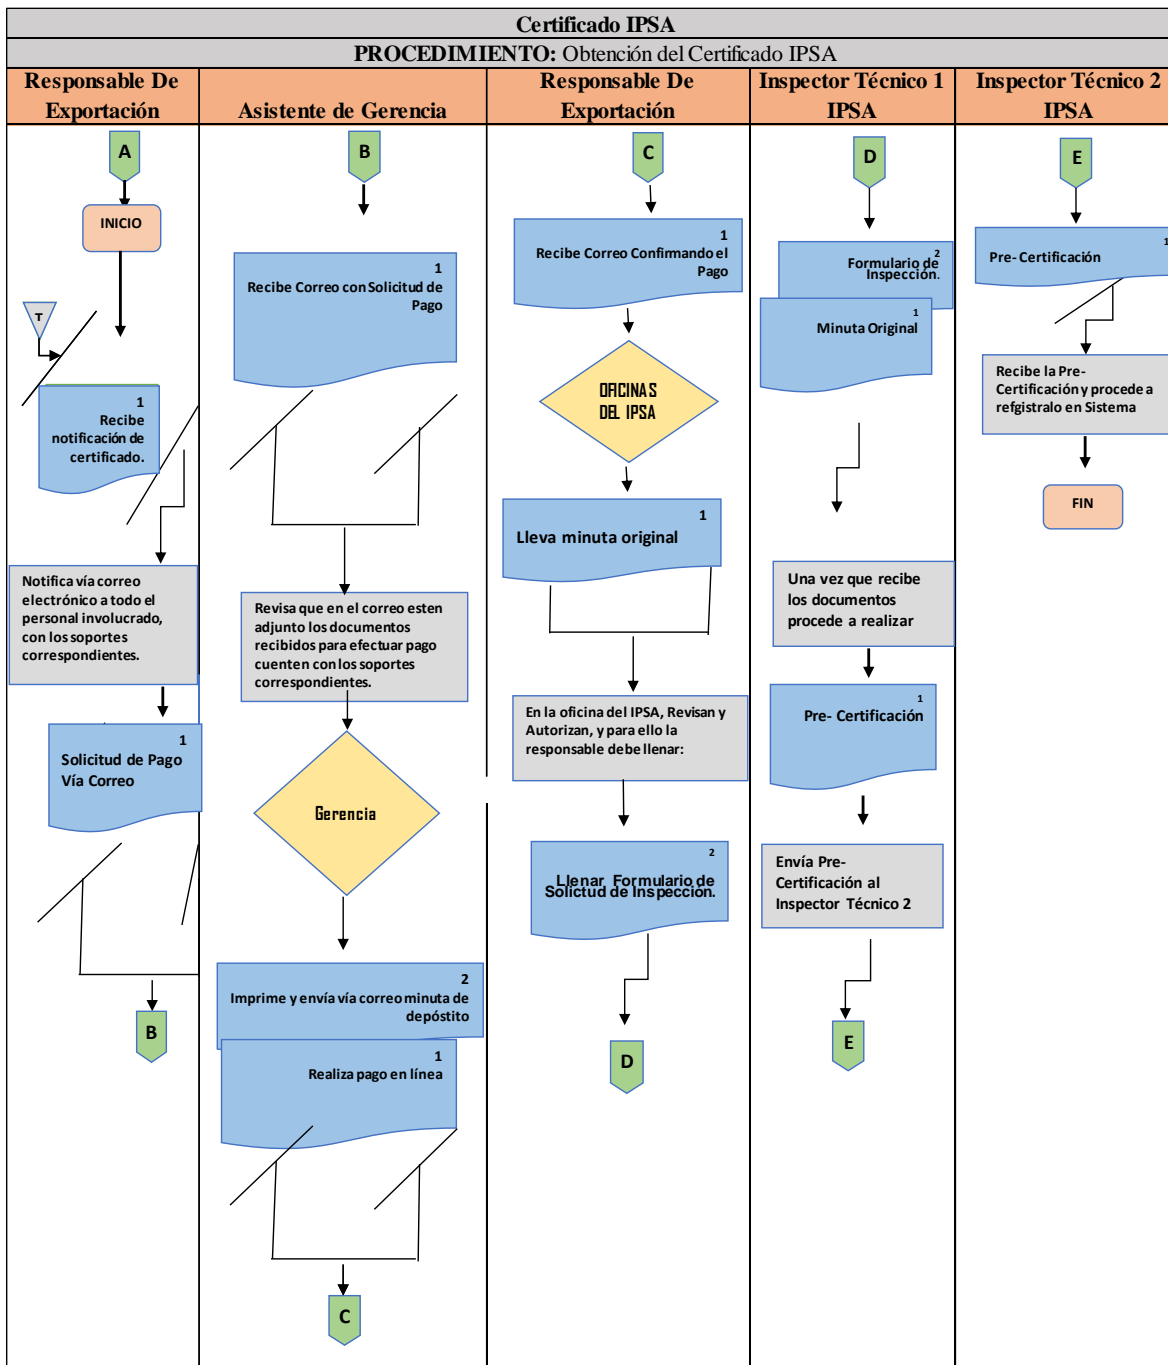 Certificado IPSA
PROCEDIMIENTO: Obtención del Certificado IPSA
Responsable De
Exportación
A
INICIO
T
1
Recibe
notificación de
certificado.
Notifica vía correo
electrónico a todo el
personal involucrado,
con los soportes
correspondientes.
1
Solicitud de Pago
Vía Correo
B
Asistente de Gerencia
B
1
Recibe Correo con Solicitud de
Pago
Revisa que en el correo esten
adjunto los documentos
recibidos para efectuar pago
cuenten con los soportes
correspondientes.
Gerencia
2
Imprime y envía vía correo minuta de
depóstito
1
Realiza pago en línea
C
Responsable De
Exportación
C
1
Recibe Correo Confirmando el
Pago
OFICINAS
DEL IPSA
1
Lleva minuta original
En la oficina del IPSA, Revisan y
Autorizan, y para ello la
responsable debe llenar:
2
Llenar Formulario de
Solictud de Inspección.
D
Inspector Técnico 1
IPSA
D
2
Formulario de
Inspección.
1
Minuta Original
Una vez que recibe
los documentos
procede a realizar
1
Pre- Certificación
Envía Pre-
Certificación al
Inspector Técnico 2
E
Inspector Técnico 2
IPSA
E
1
Pre- Certificación
Recibe la Pre-
Certificación y procede a
refgistralo en Sistema
FIN